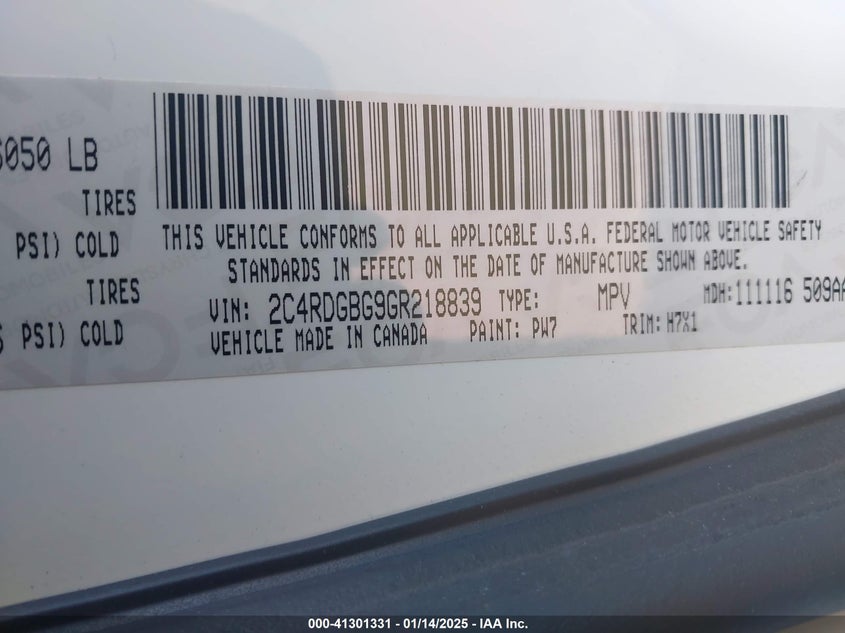 6050 LB
TIRES
PSI) COLD
TIRES
PSI) COLD
THIS VEHICLE CONFORMS TO ALL APPLICABLE U.S.A. FEDERAL MOTOR VEHICLE SAFETY
STANDARDS IN EFFECT ON THE DATE OF MANUFACTURE SHOWN ABOVE.
VIN: 2C4RDGBG9GR218839 TYPE: MPV MDH:111116 509AA
VEHICLE MADE IN CANADA PAINT: PW7 TRIM: H7X1
000-41301331 - 01/14/2025 - IAA Inc.